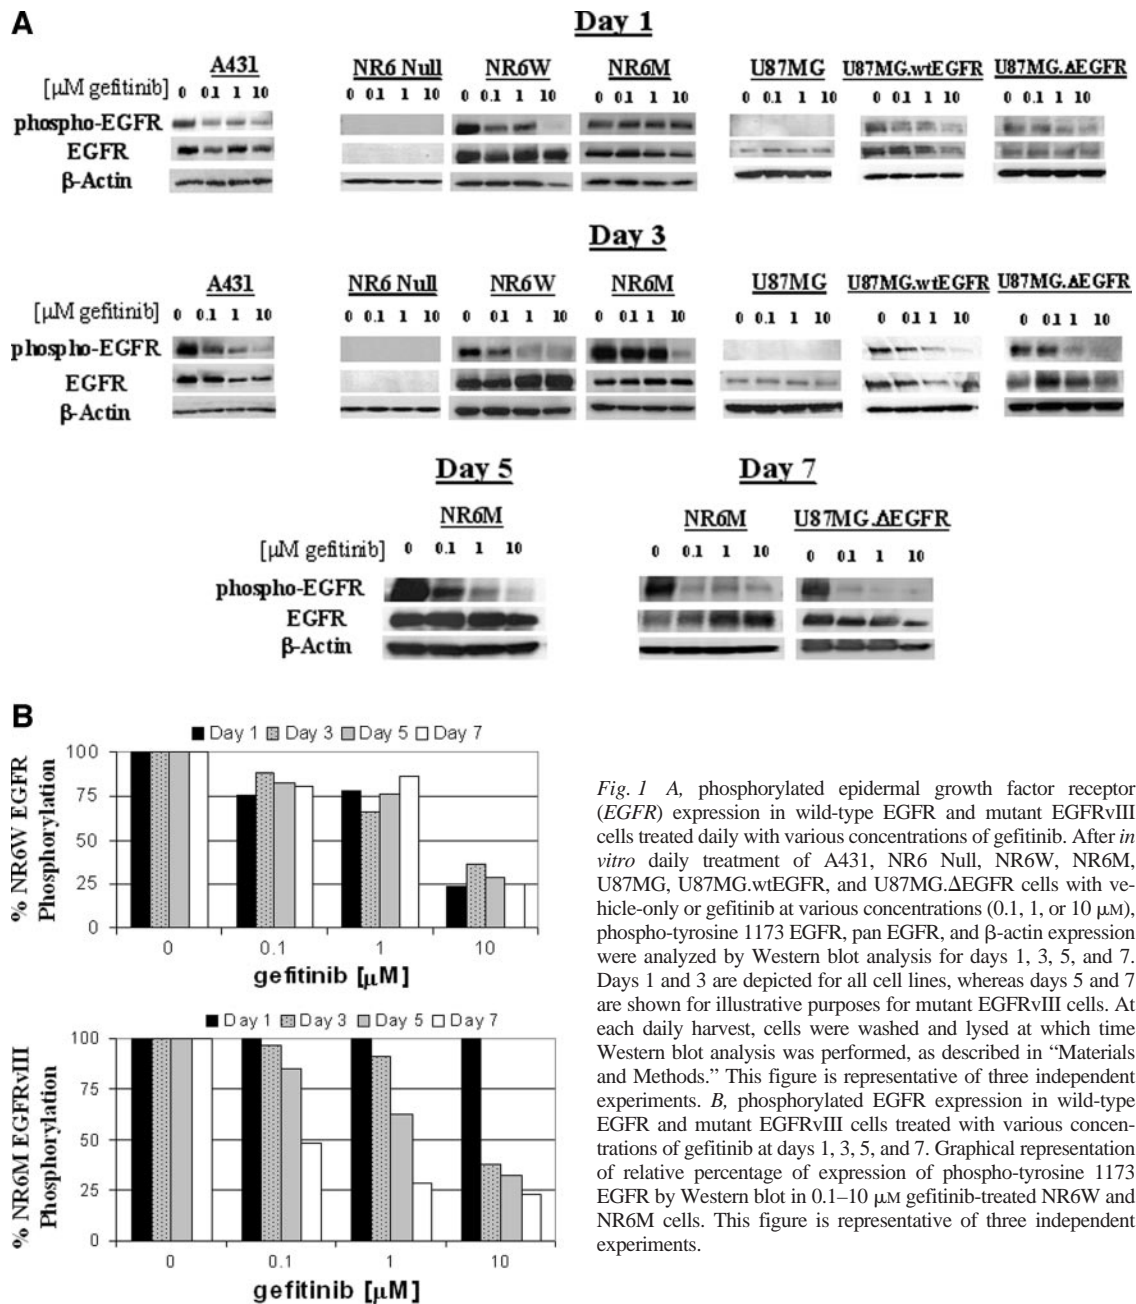 A
Day 1
A431 NR6 Null NR6W NR6M U87MG U87MG.wtEGFR U87MG.ΔEGFR
[µM gefitinib] 0 0.1 1 10 0 0.1 1 10 0 0.1 1 10 0 0.1 1 10 0 0.1 1 10 0 0.1 1 10 0 0.1 1 10
phospho-EGFR
EGFR
β-Actin
Day 3
A431 NR6 Null NR6W NR6M U87MG U87MG.wtEGFR U87MG.ΔEGFR
[µM gefitinib] 0 0.1 1 10 0 0.1 1 10 0 0.1 1 10 0 0.1 1 10 0 0.1 1 10 0 0.1 1 10 0 0.1 1 10
phospho-EGFR
EGFR
β-Actin
Day 5 Day 7
NR6M NR6M U87MG.ΔEGFR
[µM gefitinib] 0 0.1 1 10 0 0.1 1 10 0 0.1 1 10
phospho-EGFR
EGFR
β-Actin
B
Day 1 Day 3 Day 5 Day 7
% NR6W EGFR
Phosphorylation
100
75
50
25
0
0 0.1 1 10
gefitinib [µM]
Day 1 Day 3 Day 5 Day 7
% NR6M EGFRvIII
Phosphorylation
100
75
50
25
0
0 0.1 1 10
gefitinib [µM]
Fig. 1 A, phosphorylated epidermal growth factor receptor
(EGFR) expression in wild-type EGFR and mutant EGFRvIII
cells treated daily with various concentrations of gefitinib. After in
vitro daily treatment of A431, NR6 Null, NR6W, NR6M,
U87MG, U87MG.wtEGFR, and U87MG.ΔEGFR cells with ve-
hicle-only or gefitinib at various concentrations (0.1, 1, or 10 µM),
phospho-tyrosine 1173 EGFR, pan EGFR, and β-actin expression
were analyzed by Western blot analysis for days 1, 3, 5, and 7.
Days 1 and 3 are depicted for all cell lines, whereas days 5 and 7
are shown for illustrative purposes for mutant EGFRvIII cells. At
each daily harvest, cells were washed and lysed at which time
Western blot analysis was performed, as described in “Materials
and Methods.” This figure is representative of three independent
experiments. B, phosphorylated EGFR expression in wild-type
EGFR and mutant EGFRvIII cells treated with various concen-
trations of gefitinib at days 1, 3, 5, and 7. Graphical representation
of relative percentage of expression of phospho-tyrosine 1173
EGFR by Western blot in 0.1–10 µM gefitinib-treated NR6W and
NR6M cells. This figure is representative of three independent
experiments.